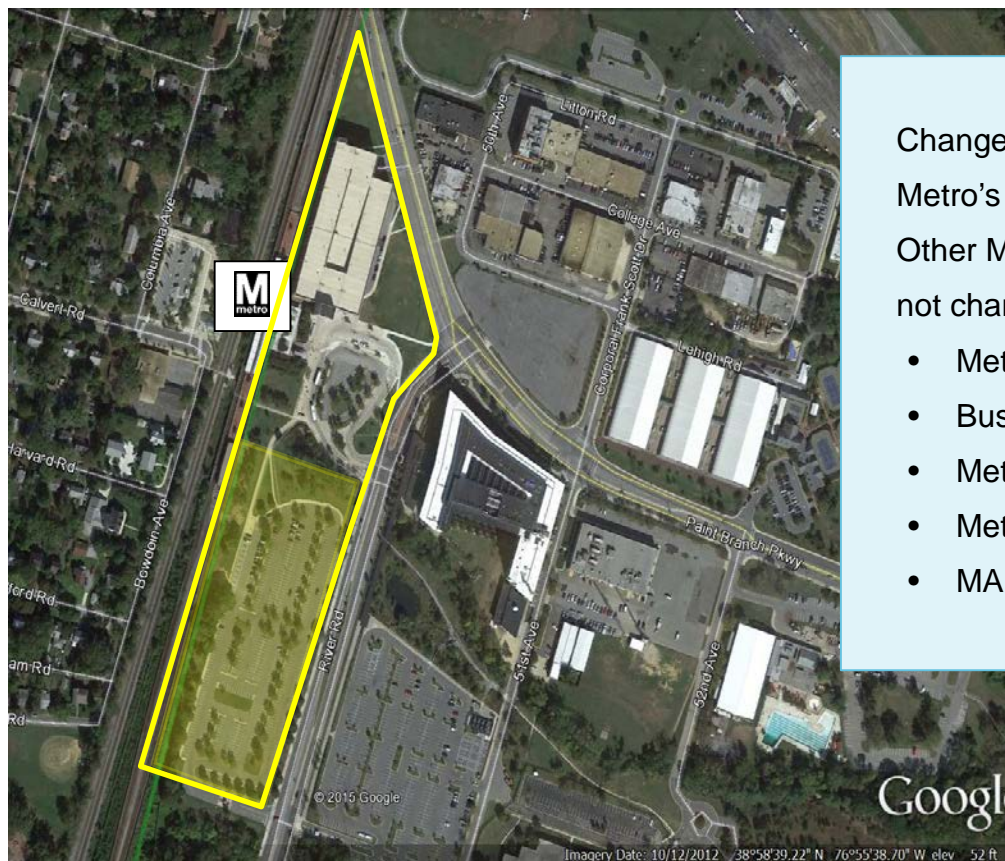 Litton Rd
50th Ave
College Ave
Columbia Ave
Corporal Frank Scott Dr
Calvert Rd
M
metro
Lehigh Rd
Harvard Rd
Bowdoin Ave
Paint Branch Pkwy
River Rd
51st Ave
52nd Ave
Rd
© 2015 Google
Google
Imagery Date: 10/12/2012 38°58'39.22" N 76°55'38.70" W elev 52 ft
Change
Metro's
Other M
not char
• Met
• Bus
• Met
• Met
• MA